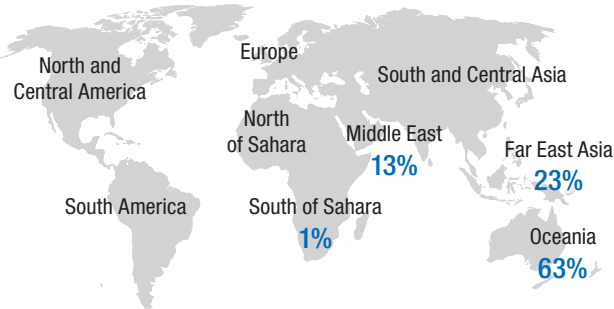 North and
Central America
Europe
South and Central Asia
North
of Sahara
Middle East
13%
Far East Asia
23%
South America
South of Sahara
1%
Oceania
63%